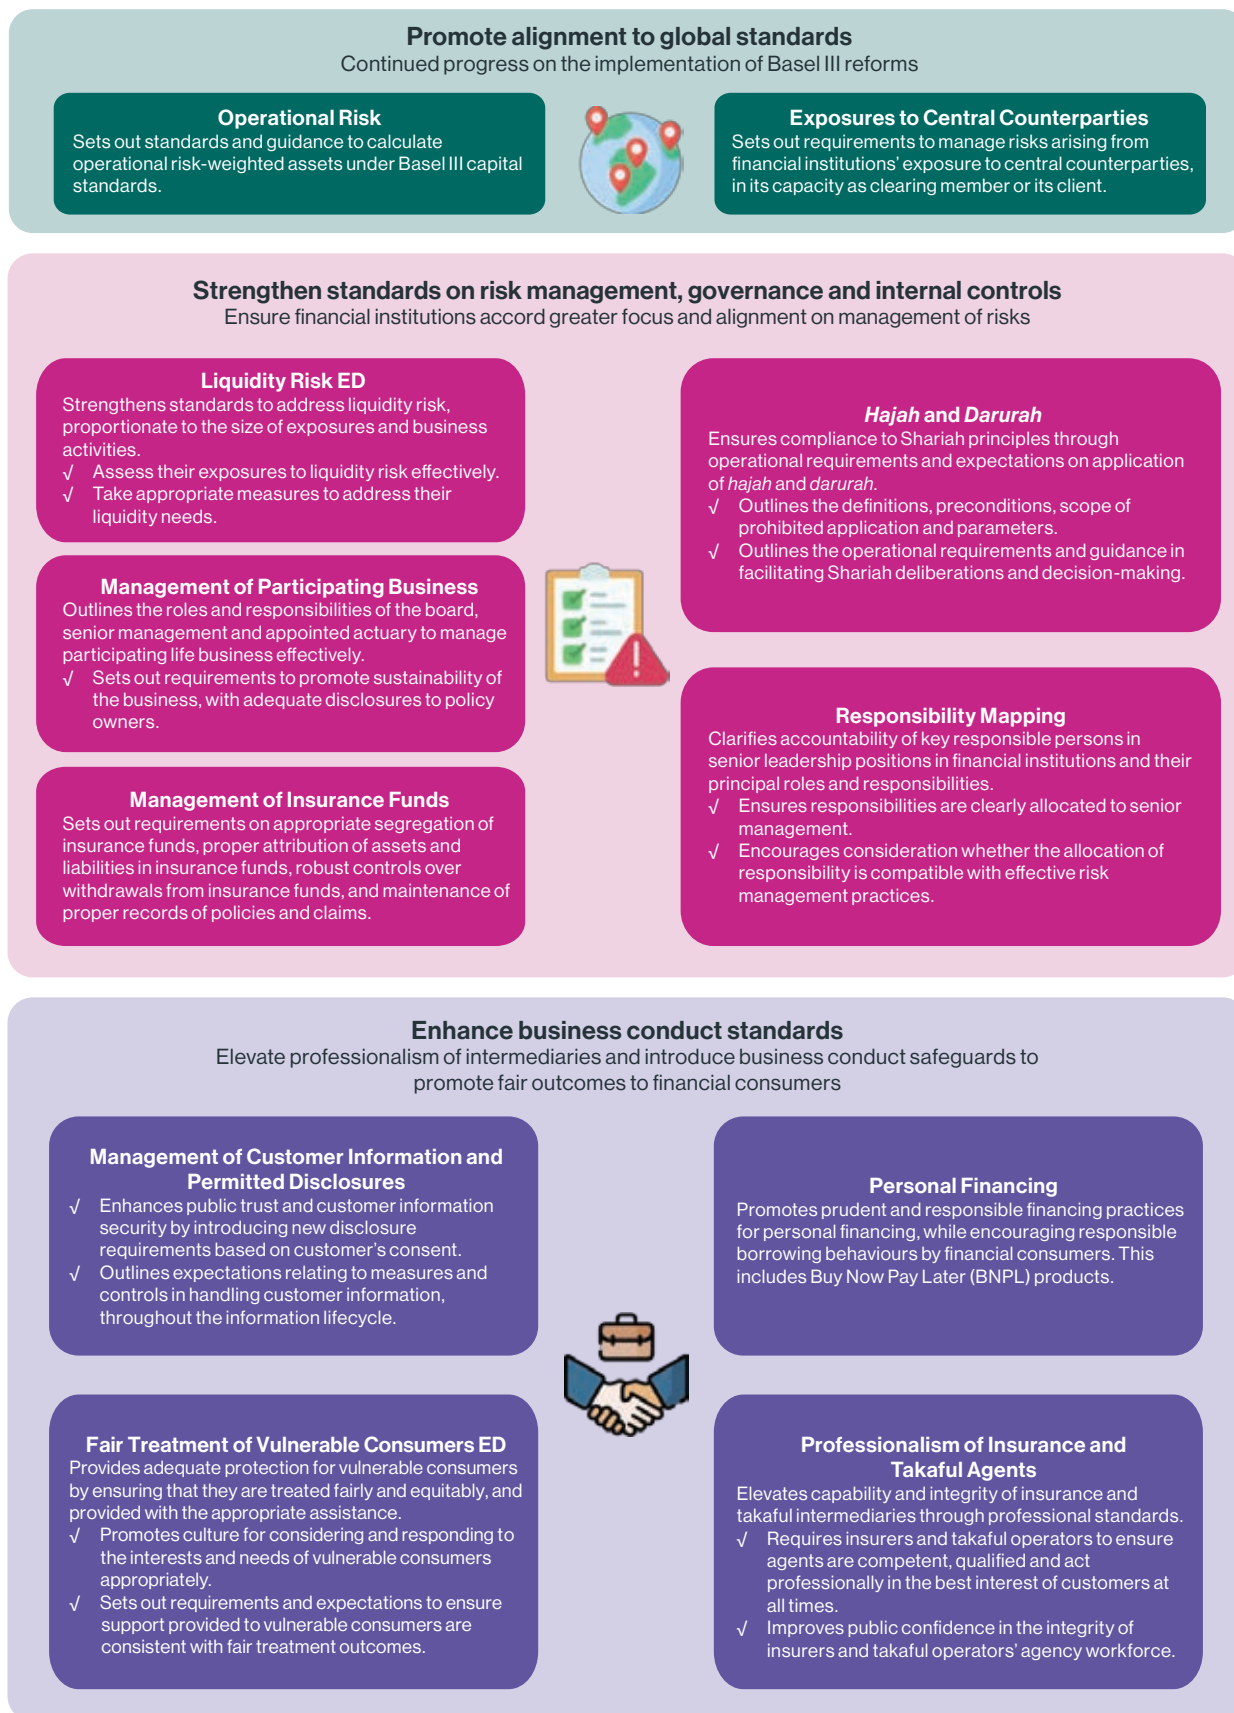 Promote alignment to global standards
Continued progress on the implementation of Basel III reforms
Operational Risk
Sets out standards and guidance to calculate
operational risk-weighted assets under Basel III capital
standards.
Exposures to Central Counterparties
Sets out requirements to manage risks arising from
financial institutions' exposure to central counterparties,
in its capacity as clearing member or its client.
Strengthen standards on risk management, governance and internal controls
Ensure financial institutions accord greater focus and alignment on management of risks
Liquidity Risk ED
Strengthens standards to address liquidity risk,
proportionate to the size of exposures and business
activities.
√ Assess their exposures to liquidity risk effectively.
√ Take appropriate measures to address their
liquidity needs.
Management of Participating Business
Outlines the roles and responsibilities of the board,
senior management and appointed actuary to manage
participating life business effectively.
√ Sets out requirements to promote sustainability of
the business, with adequate disclosures to policy
owners.
Management of Insurance Funds
Sets out requirements on appropriate segregation of
insurance funds, proper attribution of assets and
liabilities in insurance funds, robust controls over
withdrawals from insurance funds, and maintenance of
proper records of policies and claims.
Hajah and Darurah
Ensures compliance to Shariah principles through
operational requirements and expectations on application
of hajah and darurah.
√ Outlines the definitions, preconditions, scope of
prohibited application and parameters.
√ Outlines the operational requirements and guidance in
facilitating Shariah deliberations and decision-making.
Responsibility Mapping
Clarifies accountability of key responsible persons in
senior leadership positions in financial institutions and their
principal roles and responsibilities.
√ Ensures responsibilities are clearly allocated to senior
management.
√ Encourages consideration whether the allocation of
responsibility is compatible with effective risk
management practices.
Enhance business conduct standards
Elevate professionalism of intermediaries and introduce business conduct safeguards to
promote fair outcomes to financial consumers
Management of Customer Information and
Permitted Disclosures
√ Enhances public trust and customer information
security by introducing new disclosure
requirements based on customer's consent.
√ Outlines expectations relating to measures and
controls in handling customer information,
throughout the information lifecycle.
Personal Financing
Promotes prudent and responsible financing practices
for personal financing, while encouraging responsible
borrowing behaviours by financial consumers. This
includes Buy Now Pay Later (BNPL) products.
Fair Treatment of Vulnerable Consumers ED
Provides adequate protection for vulnerable consumers
by ensuring that they are treated fairly and equitably, and
provided with the appropriate assistance.
√ Promotes culture for considering and responding to
the interests and needs of vulnerable consumers
appropriately.
√ Sets out requirements and expectations to ensure
support provided to vulnerable consumers are
consistent with fair treatment outcomes.
Professionalism of Insurance and
Takaful Agents
Elevates capability and integrity of insurance and
takaful intermediaries through professional standards.
√ Requires insurers and takaful operators to ensure
agents are competent, qualified and act
professionally in the best interest of customers at
all times.
√ Improves public confidence in the integrity of
insurers and takaful operators' agency workforce.